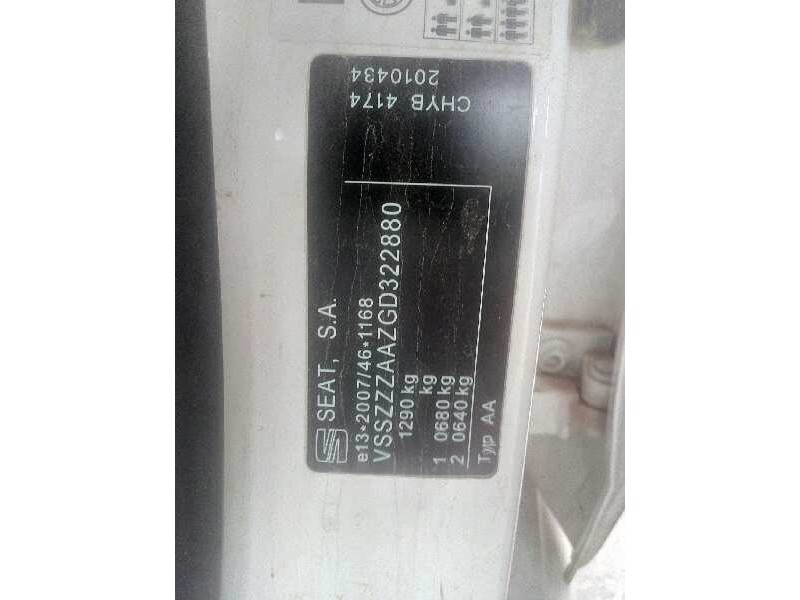 SEAT, S.A.
e13*2007/46*1168
VSSZZZAAZGD322880
1290 kg
kg
1 0680 kg
2 0640 kg
Typ AA
CHYB 4174
2010434